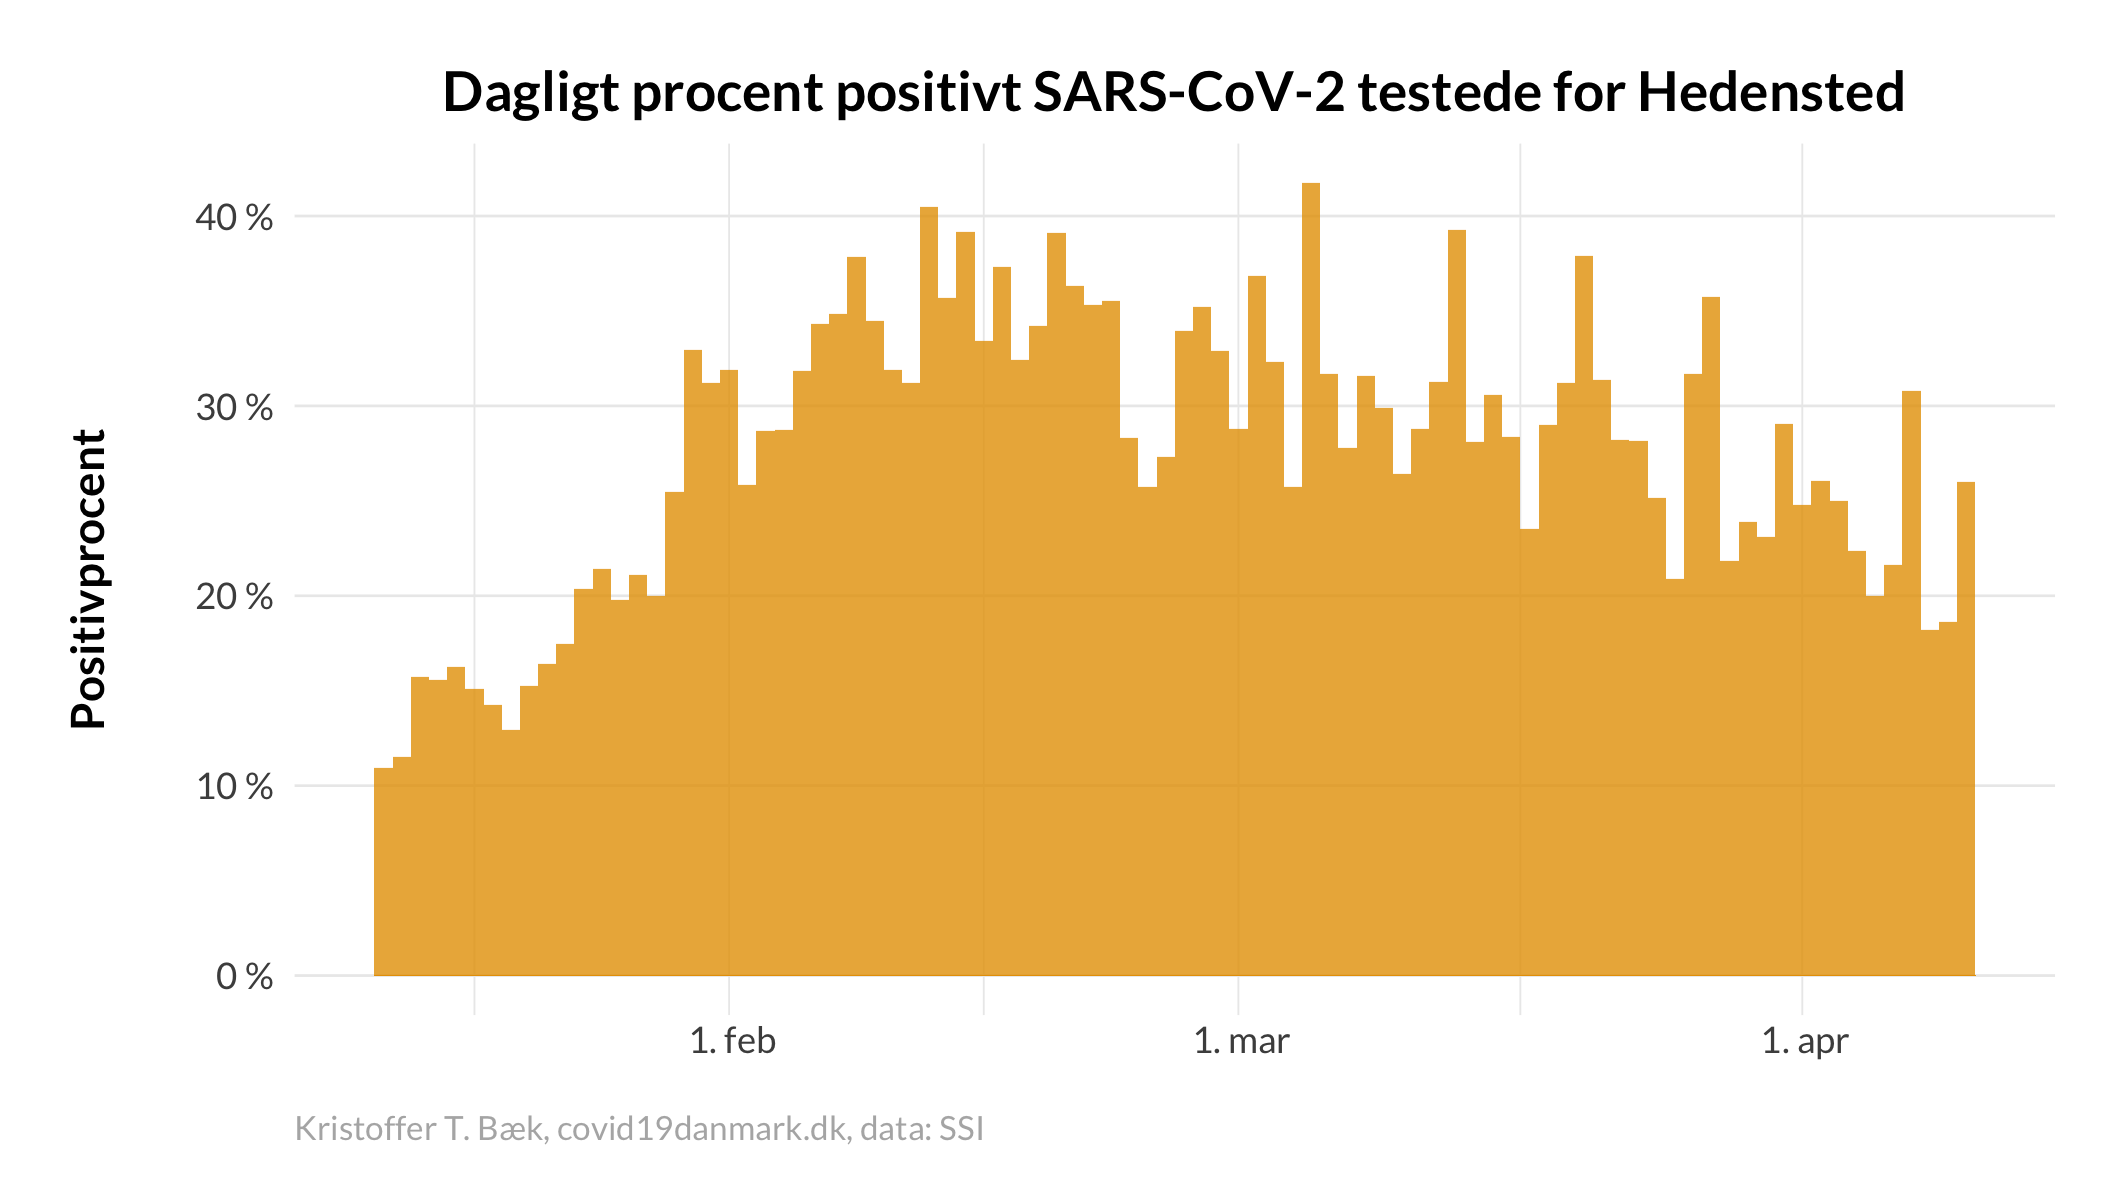 Dagligt procent positivt SARS-CoV-2 testede for Hedensted
Positivprocent
40 %
30 %
20 %
10 %
0 %
1. feb
1. mar
1. apr
Kristoffer T. Bæk, covid19danmark.dk, data: SSI